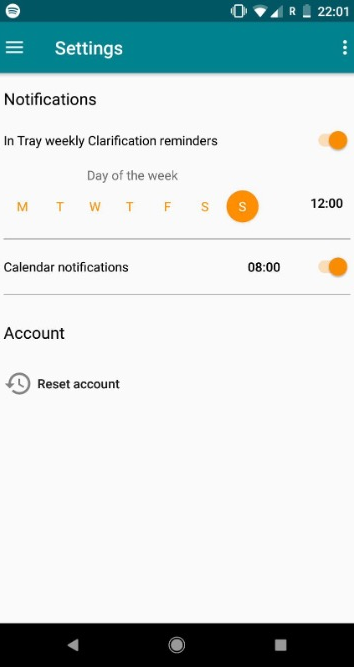 R 22:01
Settings
Notifications
In Tray weekly Clarification reminders
Day of the week
M T W T F S S 12:00
Calendar notifications 08:00
Account
Reset account